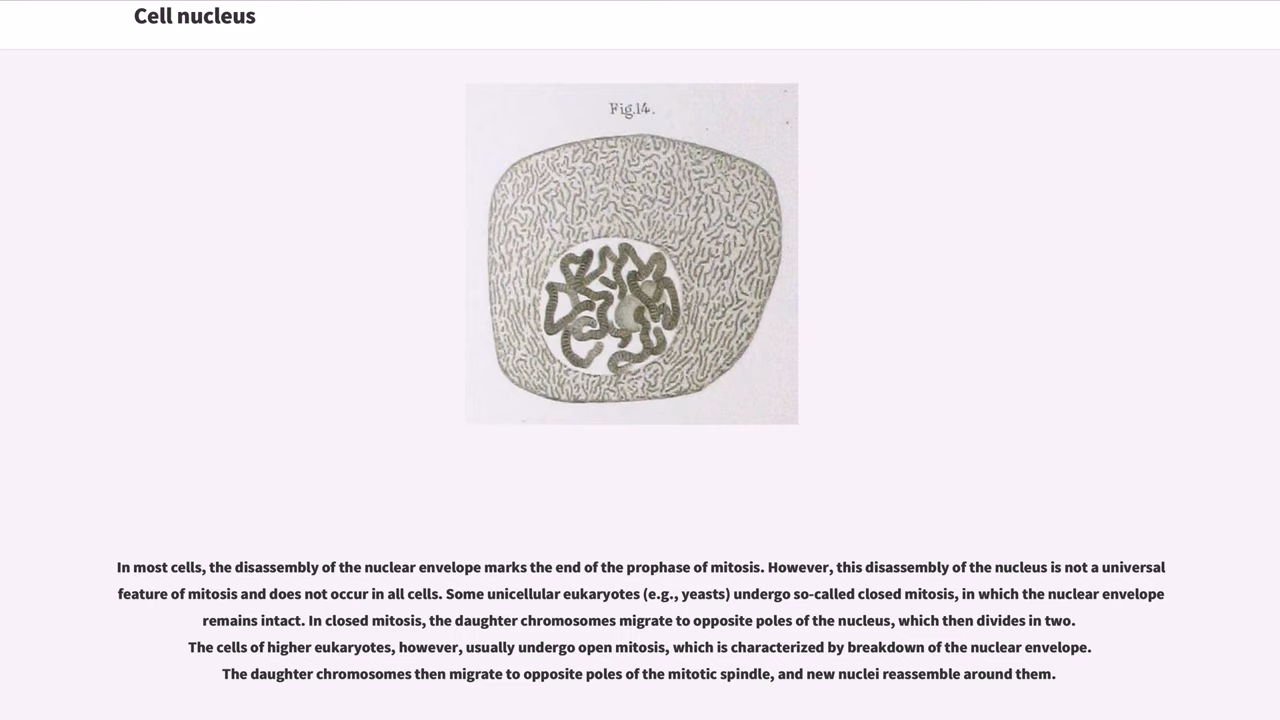 Cell nucleus
Fig.14.
In most cells, the disassembly of the nuclear envelope marks the end of the prophase of mitosis. However, this disassembly of the nucleus is not a universal
feature of mitosis and does not occur in all cells. Some unicellular eukaryotes (e.g., yeasts) undergo so-called closed mitosis, in which the nuclear envelope
remains intact. In closed mitosis, the daughter chromosomes migrate to opposite poles of the nucleus, which then divides in two.
The cells of higher eukaryotes, however, usually undergo open mitosis, which is characterized by breakdown of the nuclear envelope.
The daughter chromosomes then migrate to opposite poles of the mitotic spindle, and new nuclei reassemble around them.